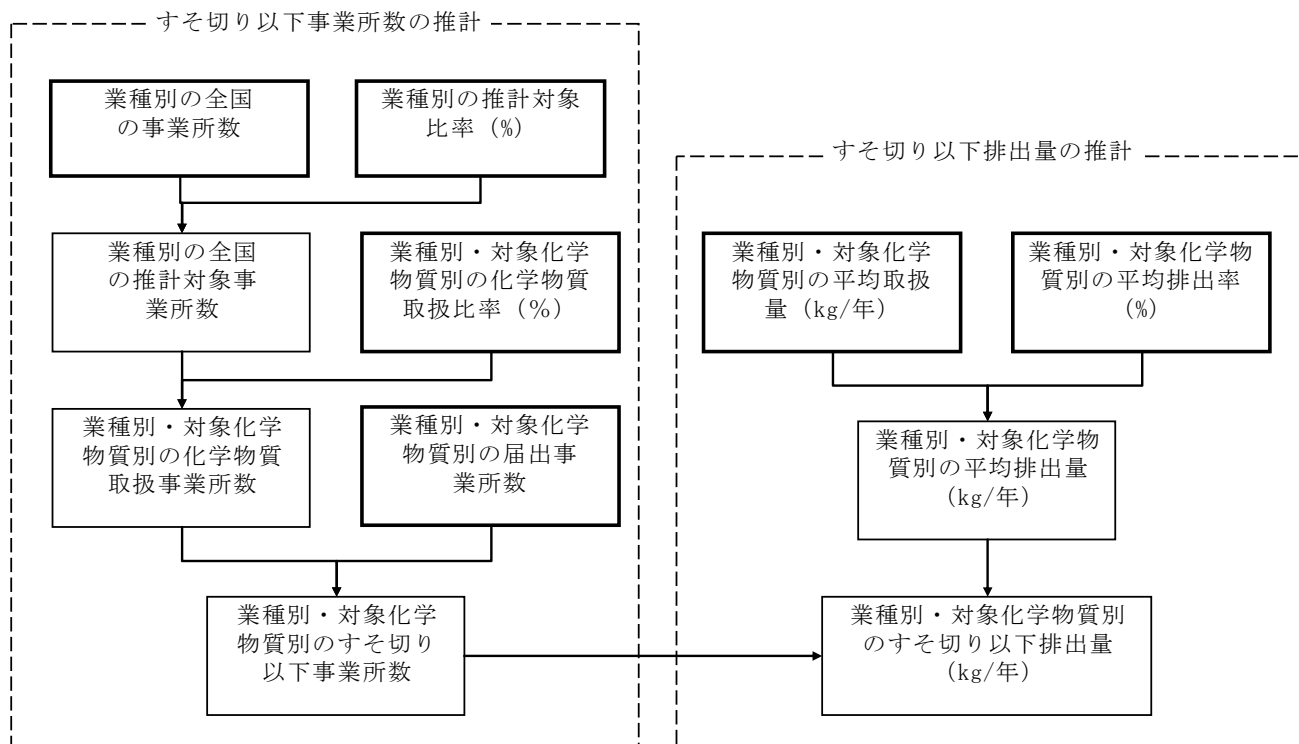 すそ切り以下事業所数の推計
業種別の全国
の事業所数
業種別の推計対象
比率 (%)
業種別の全国
の推計対象事
業所数
業種別・対象化学
物質別の化学物質
取扱比率（％）
業種別・対象化学
物質別の化学物質
取扱事業所数
業種別・対象化学
物質別の届出事
業所数
業種別・対象化学
物質別のすそ切り
以下事業所数
すそ切り以下排出量の推計
業種別・対象化学
物質別の平均取扱
量 (kg/年)
業種別・対象化学物
質別の平均排出率
(%)
業種別・対象化学物
質別の平均排出量
(kg/年)
業種別・対象化学物質別
のすそ切り以下排出量
(kg/年)